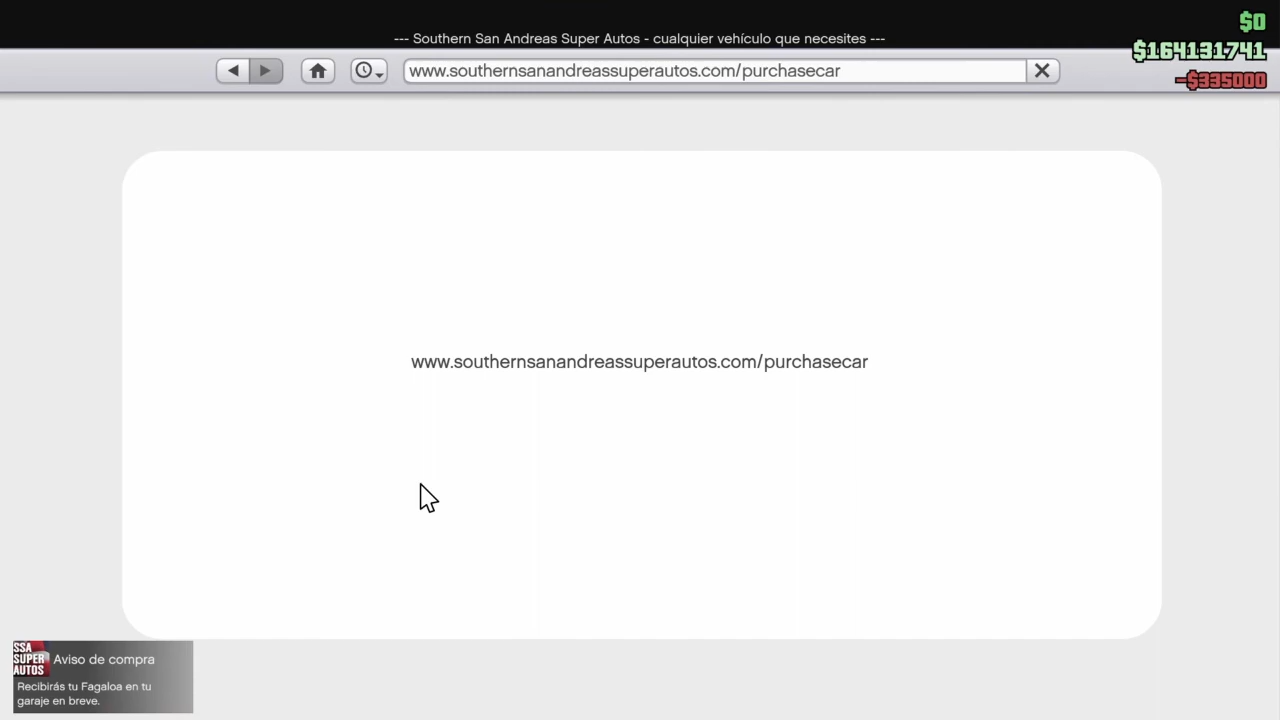 $0
--- Southern San Andreas Super Autos - cualquier vehículo que necesites ---
$164131741
www.southernsanandreassuperautos.com/purchasecar
-$335000
www.southernsanandreassuperautos.com/purchasecar
SSA
SUPER
AUTOS
Aviso de compra
Recibirás tu Fagaloa en tu
garaje en breve.